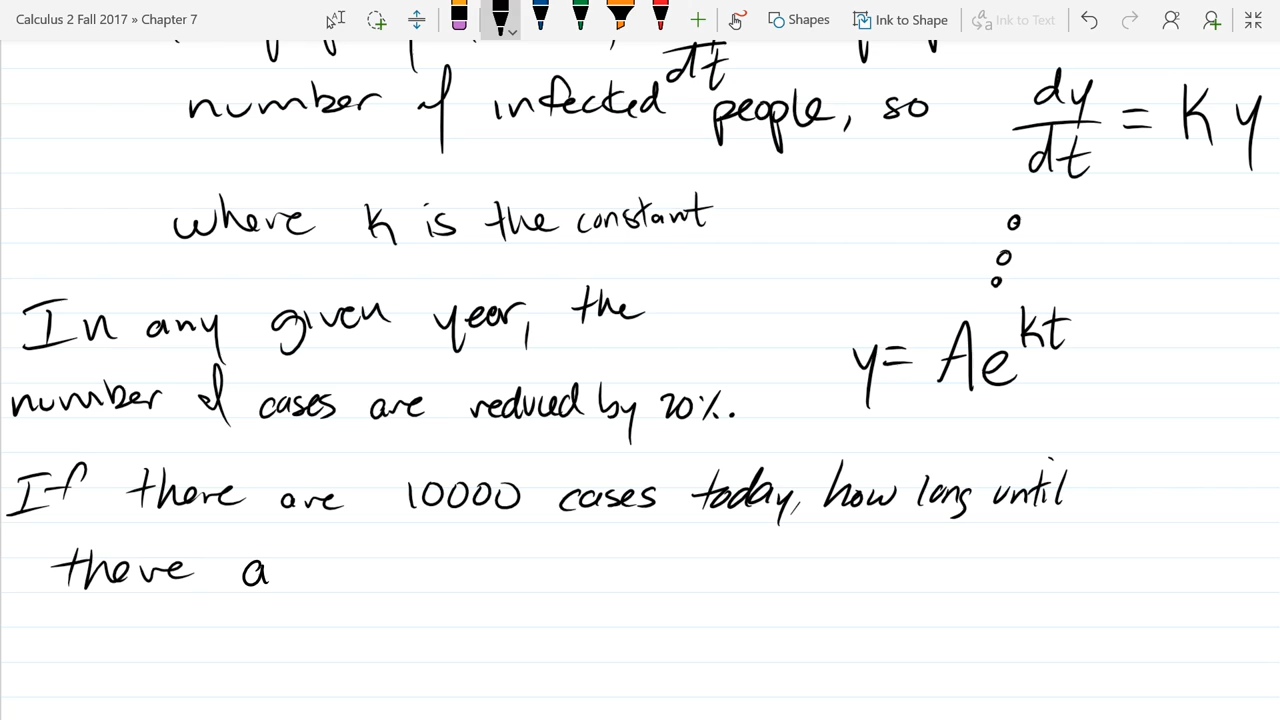 Calculus 2 Fall 2017 » Chapter 7
Shapes
Ink to Shape
Ink to Text
dt
number of infected people, so dy/dt = Ky
where K is the constant
In any given year, the
y = Ae^kt
number of cases are reduced by 20%.
If there are 10000 cases today, how long until
there a